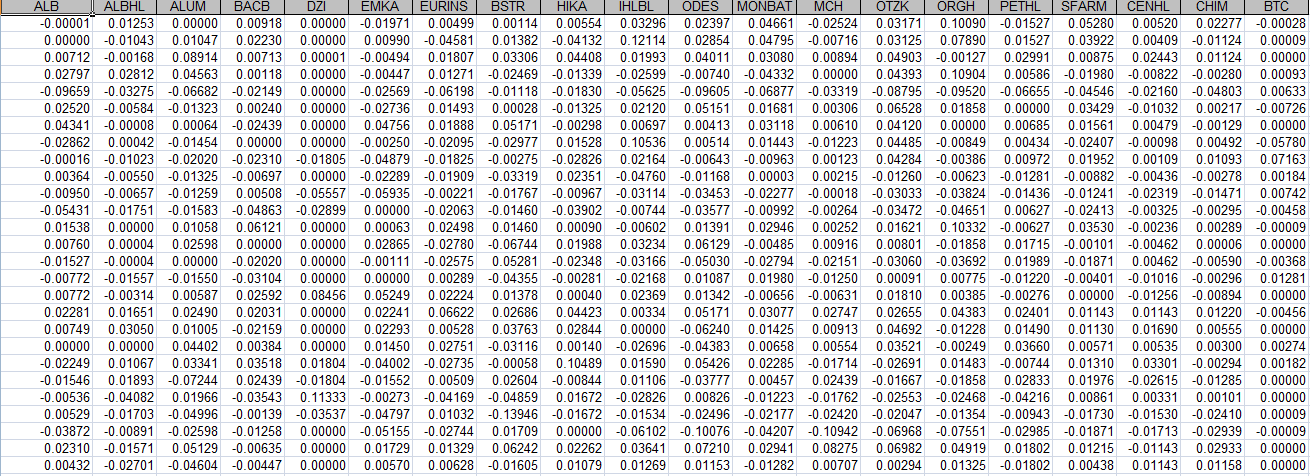 ALB ALBHL ALUM BACB DZI EMKA EURINS BSTR HIKA IHLBL ODES MONBAT MCH OTZK ORGH PETHL SFARM CENHL CHIM BTC
-0.00001 0.01253 0.00000 0.00918 0.00000 -0.01971 0.00499 0.00114 0.00554 0.03296 0.02397 0.04661 -0.02524 0.03171 0.10090 -0.01527 0.05280 0.00520 0.02277 -0.00028
0.00000 -0.01043 0.01047 0.02230 0.00000 0.00990 -0.04581 0.01382 -0.04132 0.12114 0.02854 0.04795 -0.00716 0.03125 0.07890 0.01527 0.03922 0.00409 -0.01124 0.00009
0.00712 -0.00168 0.08914 0.00713 0.00001 -0.00494 0.01807 0.03306 0.04408 0.01993 0.04011 0.03080 0.00894 0.04903 -0.00127 0.02991 0.00875 0.02443 0.01121 0.00000
0.02797 0.02812 0.04563 0.00118 0.00000 -0.00447 0.01271 -0.02469 -0.01339 -0.02599 -0.00740 -0.04332 0.00000 0.04393 0.10904 0.00586 -0.01980 -0.00822 -0.00280 0.00093
-0.09659 -0.03275 -0.06682 -0.02149 0.00000 -0.02569 -0.06198 -0.01118 -0.01830 -0.05625 -0.09605 -0.06877 -0.03319 -0.08795 -0.09520 -0.06655 -0.04546 -0.02160 -0.04803 0.00633
0.02520 -0.00584 -0.01323 0.00240 0.00000 -0.02736 0.01493 0.00028 -0.01325 0.02120 0.05151 0.01681 0.00306 0.06528 0.01858 0.00000 0.03429 -0.01032 0.00217 -0.00726
0.04341 -0.00008 0.00064 -0.02439 0.00000 0.04756 0.01888 0.05171 -0.00298 0.00697 0.00413 0.03118 0.00610 0.04120 0.00000 0.00685 0.01561 0.00479 -0.00129 0.00000
-0.02862 0.00042 -0.01454 0.00000 0.00000 -0.00250 -0.02095 -0.02977 0.01528 0.10536 0.00514 0.01443 -0.01223 0.04485 -0.00849 0.00434 -0.02407 -0.00098 0.00492 -0.05780
-0.00016 -0.01023 -0.02020 -0.02310 -0.01805 -0.04879 -0.01825 -0.00275 -0.02826 0.02164 -0.00643 -0.00963 0.00123 0.04284 -0.00386 0.00972 0.01952 0.00109 0.01093 0.07163
0.00364 -0.00550 -0.01325 -0.00697 0.00000 -0.02289 -0.01909 -0.03319 0.02351 -0.04760 -0.01168 0.00003 0.00215 -0.01260 -0.00623 -0.01281 -0.00882 -0.00436 -0.00278 0.00184
-0.00950 -0.00657 -0.01259 0.00508 -0.05557 -0.05935 -0.00221 -0.01767 -0.00967 -0.03114 -0.03453 -0.02277 -0.00018 -0.03033 -0.03824 -0.01436 -0.01241 -0.02319 -0.01471 0.00742
-0.05431 -0.01751 -0.01583 -0.04863 -0.02899 0.00000 -0.02063 -0.01460 -0.03902 -0.00744 -0.03577 -0.00992 -0.00264 -0.03472 -0.04651 0.00627 -0.02413 -0.00325 -0.00295 -0.00458
0.01538 0.00000 0.01058 0.06121 0.00000 0.00063 0.02498 0.01460 0.00090 -0.00602 0.01391 0.02946 0.00252 0.01621 0.10332 -0.00627 0.03530 -0.00236 0.00289 -0.00009
0.00760 0.00004 0.02598 0.00000 0.00000 0.02865 -0.02780 -0.06744 0.01988 0.03234 0.06129 -0.00485 0.00916 0.00801 -0.01858 0.01715 -0.00101 -0.00462 0.00006 0.00000
-0.01527 -0.00004 0.00000 -0.02020 0.00000 -0.00111 -0.02575 0.05281 -0.02348 -0.03166 -0.05030 -0.02794 -0.02151 -0.03060 -0.03692 0.01989 -0.01871 0.00462 -0.00590 -0.00368
-0.00772 -0.01557 -0.01550 -0.03104 0.00000 0.00000 0.00289 -0.04355 -0.00281 -0.02168 0.01087 0.01980 -0.01250 0.00091 0.00775 -0.01220 -0.00401 -0.01016 -0.00296 0.01281
0.00772 -0.00314 0.00587 0.02592 0.08456 0.05249 0.02224 0.01378 0.00040 0.02369 0.01342 -0.00656 -0.00631 0.01810 0.00385 -0.00276 0.00000 -0.01256 -0.00894 0.00000
0.02281 0.01651 0.02490 0.02031 0.00000 0.02241 0.06622 0.02686 0.04423 0.00334 0.05171 0.03077 0.02747 0.02655 0.04383 0.02401 0.01143 0.01143 0.01220 -0.00456
0.00749 0.03050 0.01005 -0.02159 0.00000 0.02293 0.00528 0.03763 0.02844 0.00000 -0.06240 0.01425 0.00913 0.04692 -0.01228 0.01490 0.01130 0.01690 0.00555 0.00000
0.00000 0.00000 0.04402 0.00384 0.00000 0.01450 0.02751 -0.03116 0.00140 -0.02696 -0.04383 0.00658 0.00554 0.03521 -0.00249 0.03660 0.00571 0.00535 0.00300 0.00274
-0.02249 0.01067 0.03341 0.03518 0.01804 -0.04002 -0.02735 -0.00058 0.10489 0.01590 0.05426 0.02285 -0.01714 -0.02691 0.01483 -0.00744 0.01310 0.03301 -0.00294 0.00182
-0.01546 0.01893 -0.07244 0.02439 -0.01804 -0.01552 0.00509 0.02604 -0.00844 0.01106 -0.03777 0.00457 0.02439 -0.01667 -0.01858 0.02833 0.01976 -0.02615 -0.01285 0.00000
-0.00536 -0.04082 0.01966 -0.03543 0.11333 -0.00273 -0.04169 -0.04859 0.01672 -0.02826 0.00826 -0.01223 -0.01762 -0.02553 -0.02468 -0.04216 0.00861 0.00331 0.00101 0.00000
0.00529 -0.01703 -0.04996 -0.00139 -0.03537 -0.04797 0.01032 -0.13946 -0.01672 -0.01534 -0.02496 -0.02177 -0.02420 -0.02047 -0.01354 -0.00943 -0.01730 -0.01530 -0.02410 0.00009
-0.03872 -0.00891 -0.02598 -0.01258 0.00000 -0.05155 -0.02744 0.01709 0.00000 -0.06102 -0.10076 -0.04207 -0.10942 -0.06968 -0.07551 -0.02985 -0.01871 -0.01713 -0.02939 -0.00009
0.02310 -0.01571 0.05129 -0.00635 0.00000 0.01729 0.01329 0.06242 0.02262 0.03641 0.07210 0.02941 0.08275 0.06982 0.04919 0.01802 0.01215 -0.01143 0.02933 0.00000
0.00432 -0.02701 -0.04604 -0.00447 0.00000 0.00570 0.00628 -0.01605 0.01079 0.01269 0.01153 -0.01282 0.00707 0.00294 0.01325 -0.01802 0.00438 0.01143 0.01158 0.00000